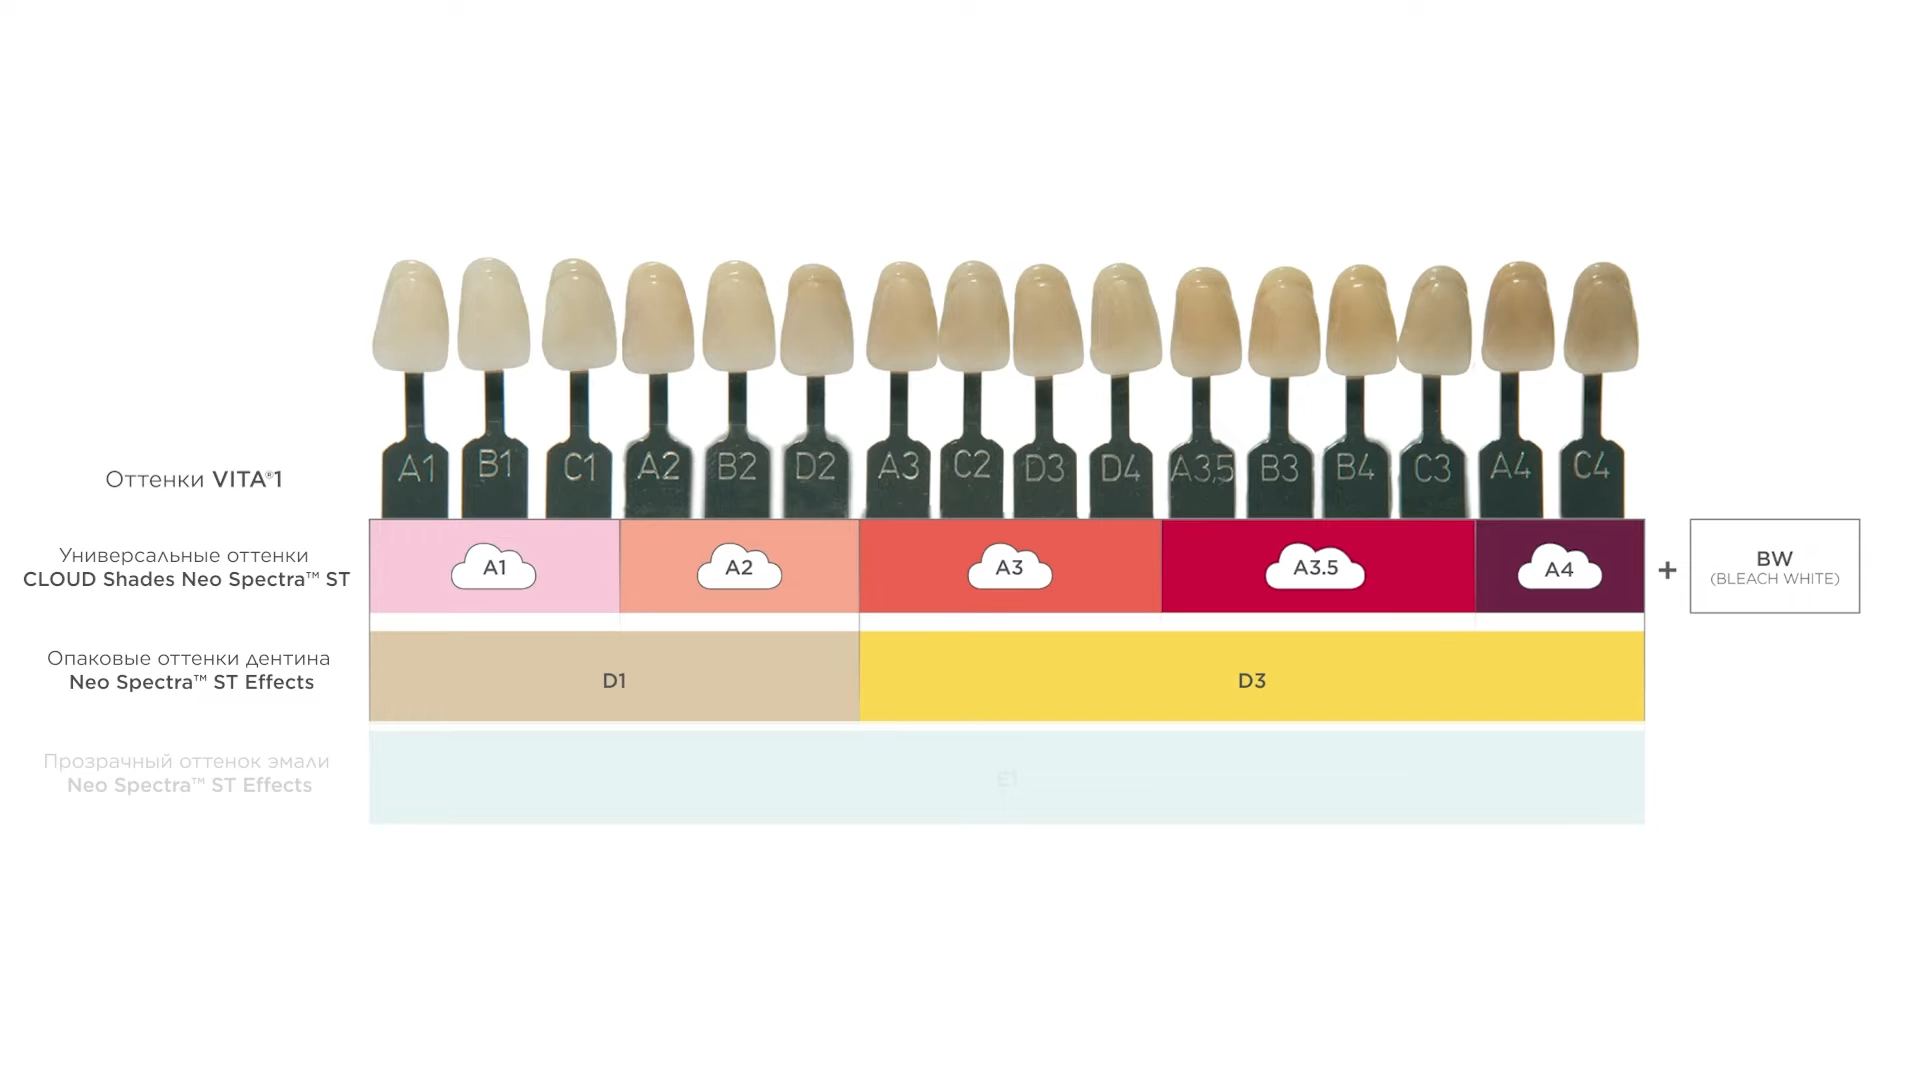 A1 B1 C1 A2 B2 D2 A3 C2 D3 D4 A3,5 B3 B4 C3 A4 C4
Оттенки VITA®1
Универсальные оттенки
CLOUD Shades Neo Spectra™ ST
A1 A2 A3 A3.5 A4 + BW
(BLEACH WHITE)
Опаковые оттенки дентина
Neo Spectra™ ST Effects
D1 D3
Прозрачный оттенок эмали
Neo Spectra™ ST Effects
E1